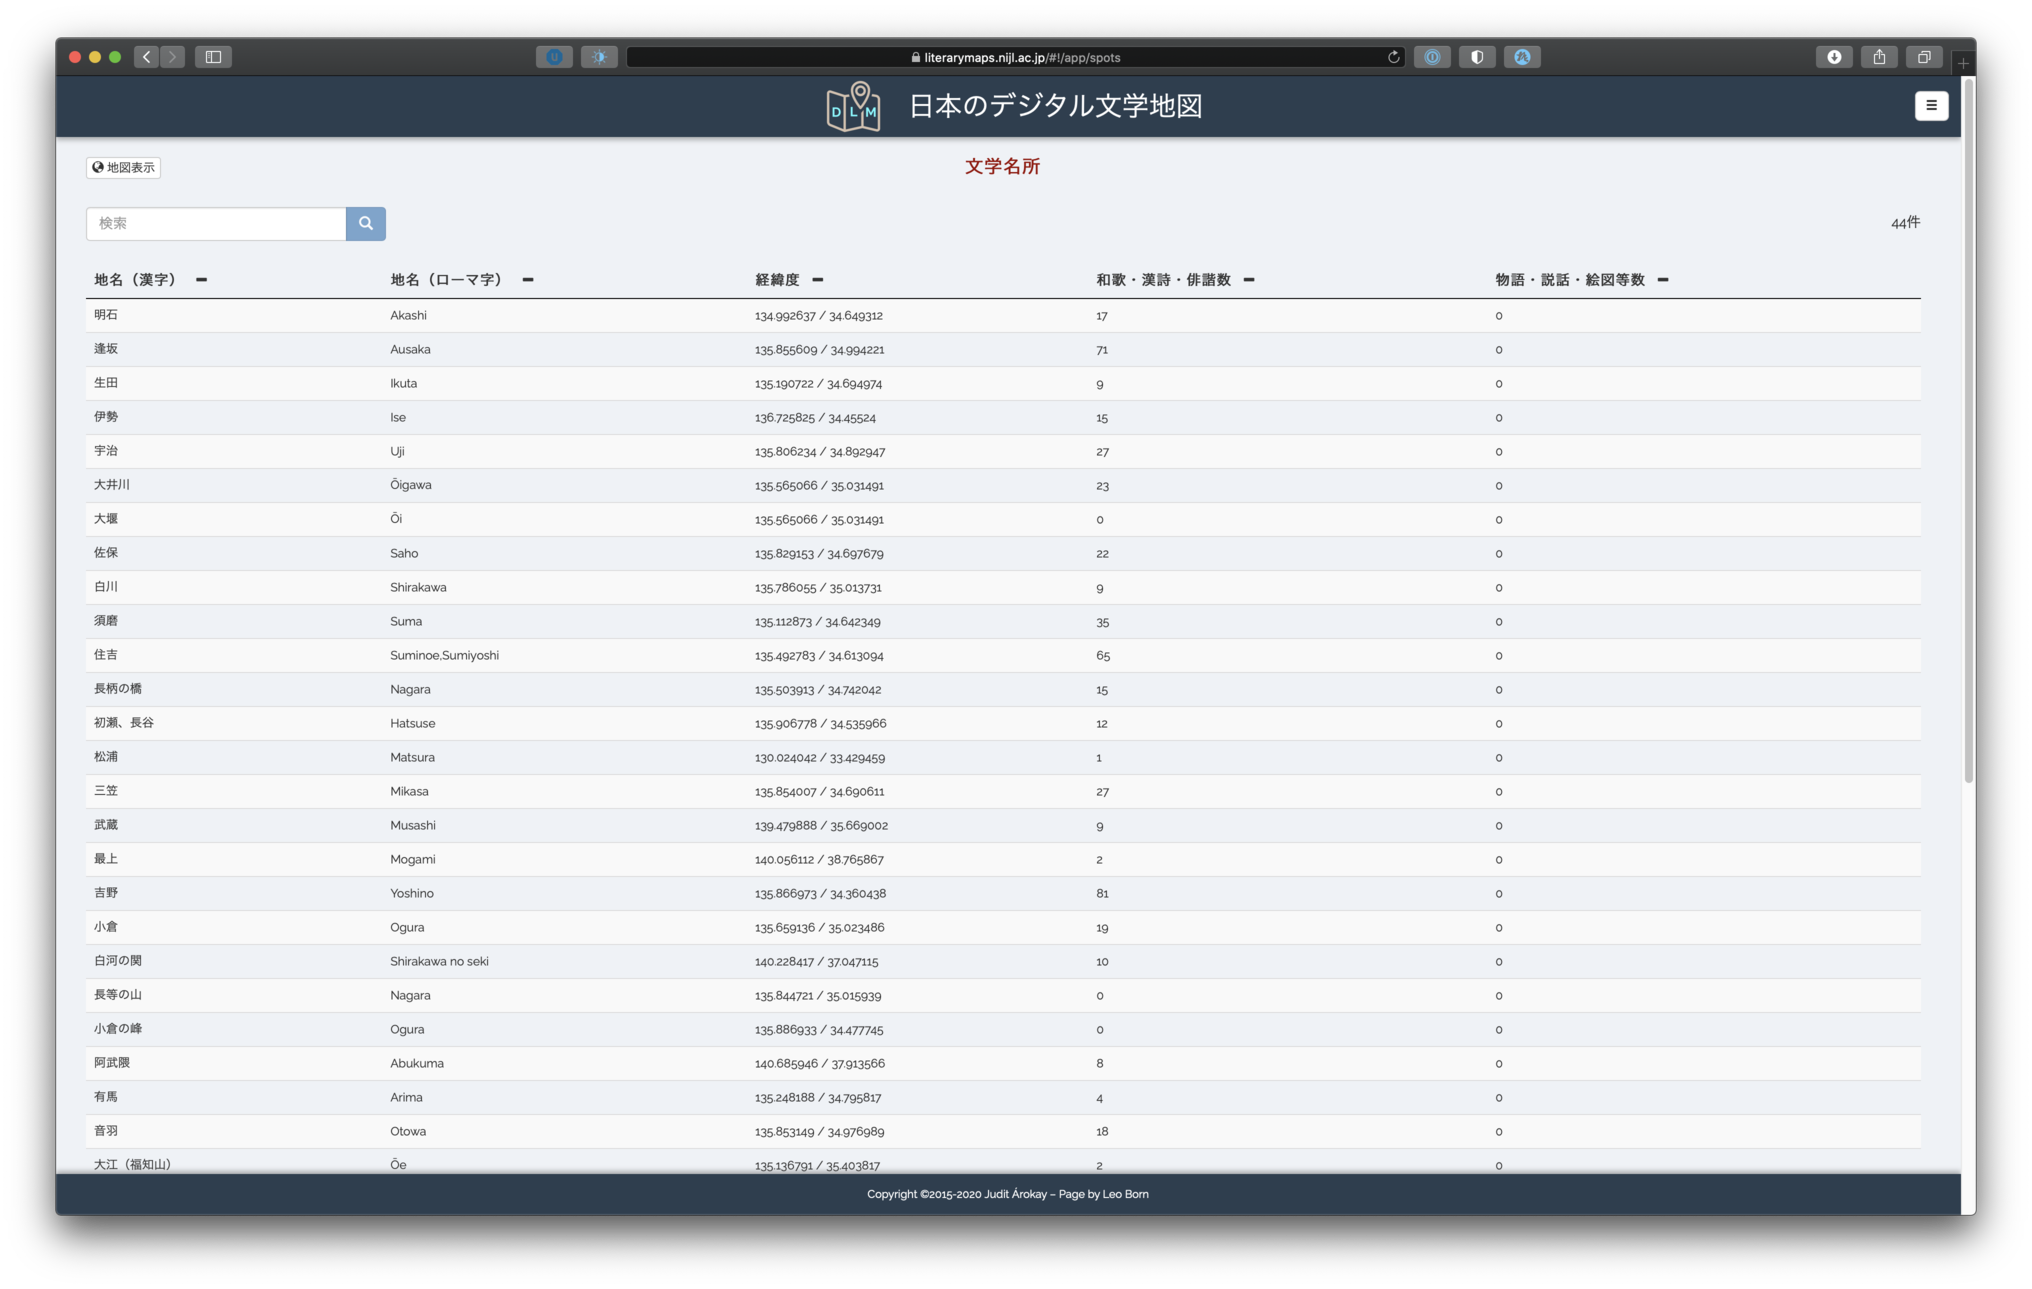 literarymaps.nijl.ac.jp/#!/app/spots
DLM 日本のデジタル文学地図
地図表示
文学名所
検索
44件
地名（漢字） 地名（ローマ字） 経緯度 和歌・漢詩・俳諧数 物語・説話・絵図等数
明石 Akashi 134.992637 / 34.649312 17 0
逢坂 Ausaka 135.855609 / 34.994221 71 0
生田 Ikuta 135.190722 / 34.694974 9 0
伊勢 Ise 136.725825 / 34.45524 15 0
宇治 Uji 135.806234 / 34.892947 27 0
大井川 Ōigawa 135.565066 / 35.031491 23 0
大堰 Ōi 135.565066 / 35.031491 0 0
佐保 Saho 135.829153 / 34.697679 22 0
白川 Shirakawa 135.786055 / 35.013731 9 0
須磨 Suma 135.112873 / 34.642349 35 0
住吉 Suminoe,Sumiyoshi 135.492783 / 34.613094 65 0
長柄の橋 Nagara 135.503913 / 34.742042 15 0
初瀬、長谷 Hatsuse 135.906778 / 34.535966 12 0
松浦 Matsura 130.024042 / 33.429459 1 0
三笠 Mikasa 135.854007 / 34.690611 27 0
武蔵 Musashi 139.479888 / 35.669002 9 0
最上 Mogami 140.056112 / 38.765867 2 0
吉野 Yoshino 135.866973 / 34.360438 81 0
小倉 Ogura 135.659136 / 35.023486 19 0
白河の関 Shirakawa no seki 140.228417 / 37.047115 10 0
長等の山 Nagara 135.844721 / 35.015939 0 0
小倉の峰 Ogura 135.886933 / 34.477745 0 0
阿武隈 Abukuma 140.685946 / 37.913566 8 0
有馬 Arima 135.248188 / 34.795817 4 0
音羽 Otowa 135.853149 / 34.976989 18 0
大江（福知山） Ōe 135.136791 / 35.403817 2 0
Copyright ©2015-2020 Judit Árokay – Page by Leo Born